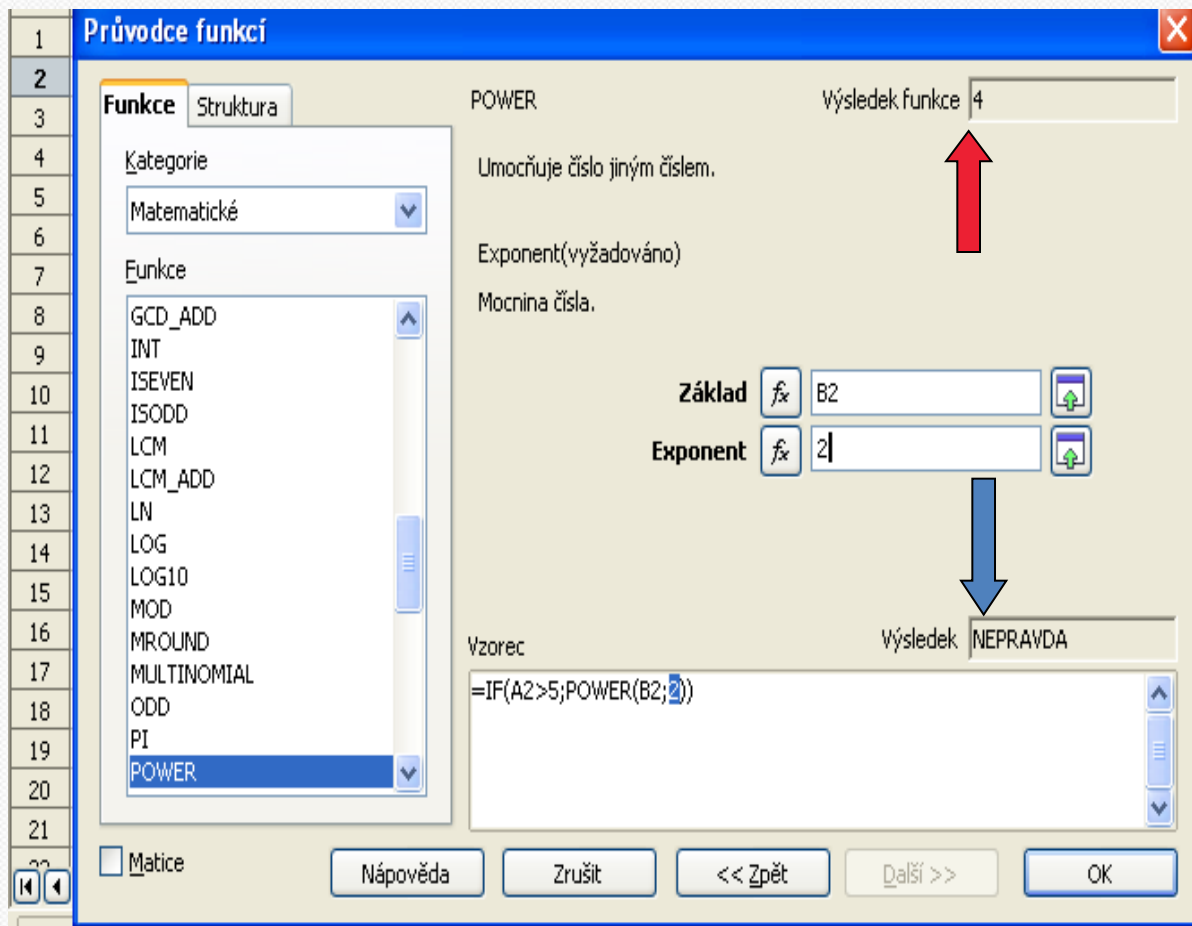 Průvodce funkcí
1
2
3
4
5
6
7
8
9
10
11
12
13
14
15
16
17
18
19
20
21
Funkce Struktura
Kategorie
Matematické
Funkce
GCD_ADD
INT
ISEVEN
ISODD
LCM
LCM_ADD
LN
LOG
LOG10
MOD
MROUND
MULTINOMIAL
ODD
PI
POWER
Matice
POWER Výsledek funkce 4
Umocňuje číslo jiným číslem.
Exponent(vyžadováno)
Mocnina čísla.
Základ fx B2
Exponent fx 2
Vzorec Výsledek NEPRAVDA
=IF(A2>5;POWER(B2;2))
Nápověda Zrušit << Zpět Další >> OK